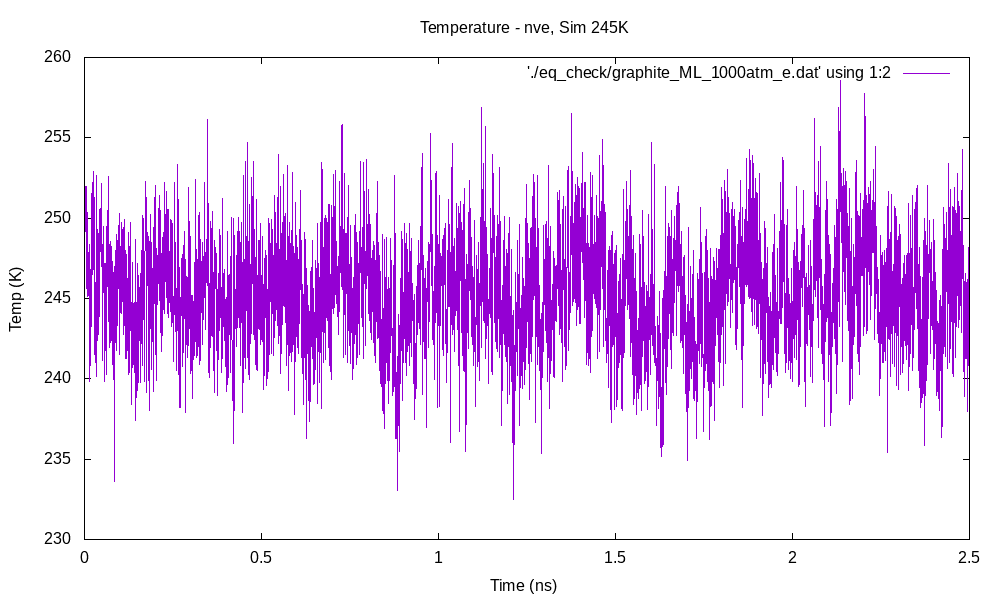 Temperature - nve, Sim 245K
'./eq_check/graphite_ML_1000atm_e.dat' using 1:2
260
255
250
245
240
235
230
Temp (K)
0 0.5 1 1.5 2 2.5
Time (ns)